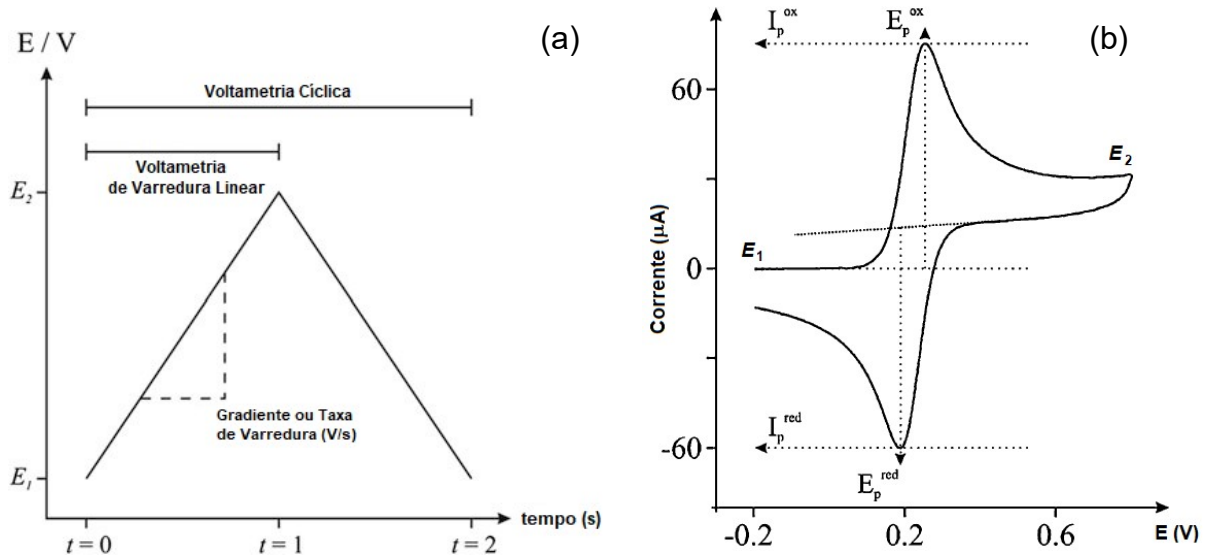 E / V
(a)
Voltametria Cíclica
Voltametria
de Varredura Linear
E₂
Gradiente ou Taxa
de Varredura (V/s)
E₁
tempo (s)
t = 0
t = 1
t = 2
(b)
Iₚᵒˣ
Eₚᵒˣ
60
E₂
Corrente (μA)
E₁
0
Iₚʳᵉᵈ
-60
Eₚʳᵉᵈ
-0.2
0.2
0.6
E (V)